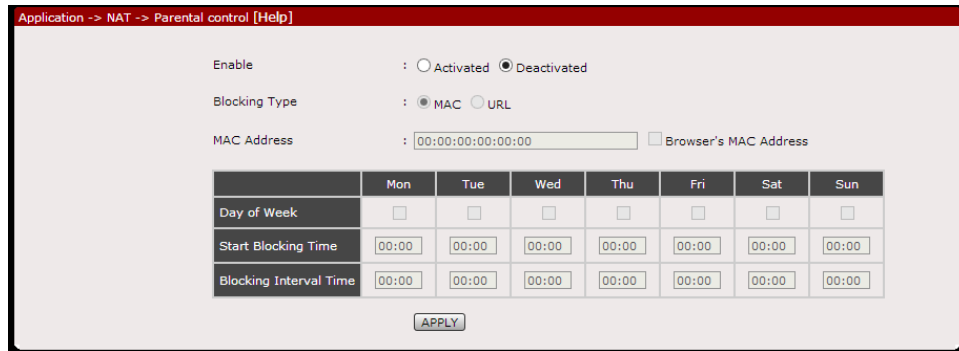 Application -> NAT -> Parental control [Help]
Enable : Activated Deactivated
Blocking Type : MAC URL
MAC Address : 00:00:00:00:00:00 Browser's MAC Address
Mon Tue Wed Thu Fri Sat Sun
Day of Week
Start Blocking Time 00:00 00:00 00:00 00:00 00:00 00:00 00:00
Blocking Interval Time 00:00 00:00 00:00 00:00 00:00 00:00 00:00
APPLY